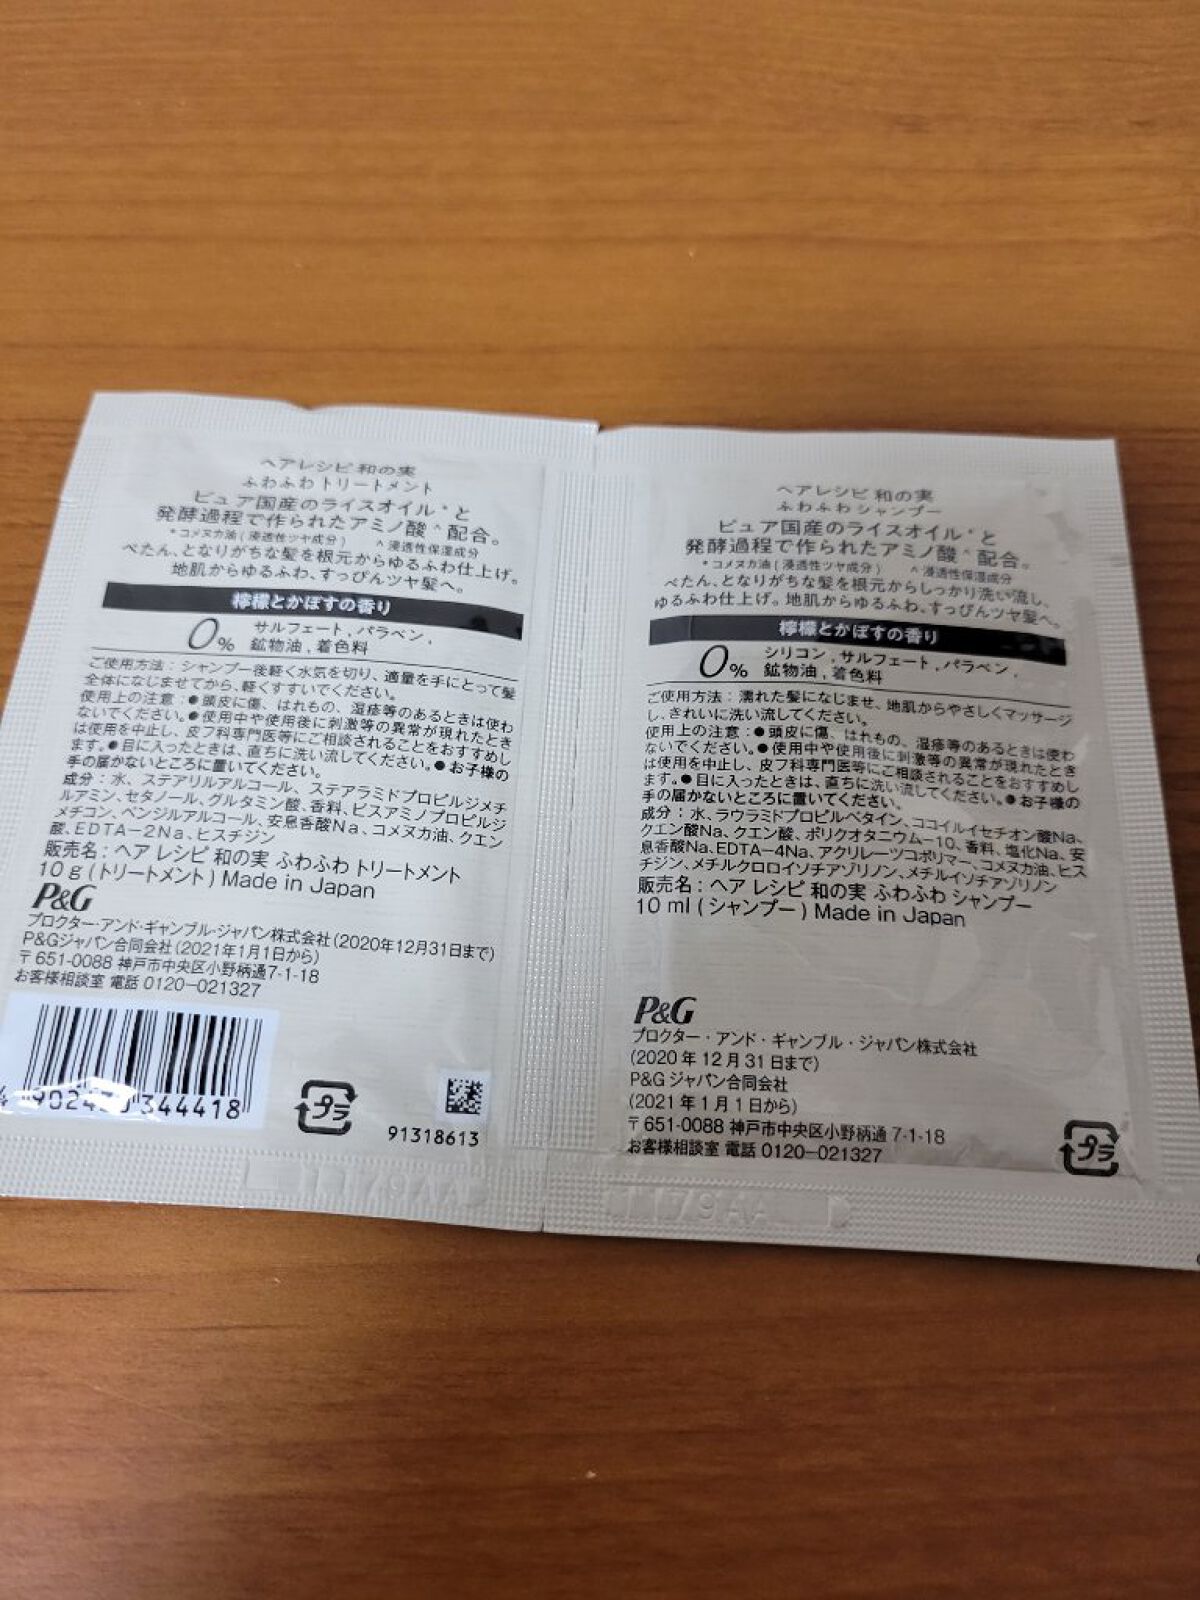 ヘアレシピ 和の実
ふわふわ トリートメント
ピュア国産のライスオイル*と
発酵過程で作られたアミノ酸^配合。
*コメヌカ油(浸透性ツヤ成分) ^浸透性保湿成分
ぺたん、となりがちな髪を根元からゆるふわ仕上げ。
地肌からゆるふわ、すっぴんツヤ髪へ。
檸檬とかぼすの香り
0% サルフェート, パラベン,
鉱物油, 着色料
ご使用方法:シャンプー後軽く水気を切り、適量を手にとって髪
全体になじませてから、軽くすすいでください。
使用上の注意:●頭皮に傷、はれもの、湿疹等のあるときは使わ
ないでください。●使用中や使用後に刺激等の異常が現れたとき
は使用を中止し、皮フ科専門医等にご相談されることをおすすめし
ます。●目に入ったときは、直ちに洗い流してください。●お子様の
手の届かないところに置いてください。
成分:水、ステアリルアルコール、ステアラミドプロピルジメチ
ルアミン、セタノール、グルタミン酸、香料、ビスアミノプロピルジ
メチコン、ベンジルアルコール、安息香酸Na、コメヌカ油、クエン
酸、EDTA-2Na、ヒスチジン
販売名:ヘア レシピ 和の実 ふわふわ トリートメント
10 g (トリートメント) Made in Japan
P&G
プロクター・アンド・ギャンブル・ジャパン株式会社(2020年12月31日まで)
P&Gジャパン合同会社(2021年1月1日から)
〒651-0088 神戸市中央区小野柄通7-1-18
お客様相談室 電話 0120-021327
4 902430 344418
プラ
91318613
1179AA
ヘアレシピ 和の実
ふわふわ シャンプー
ピュア国産のライスオイル*と
発酵過程で作られたアミノ酸^配合。
*コメヌカ油(浸透性ツヤ成分) ^浸透性保湿成分
ぺたん、となりがちな髪を根元からしっかり洗い流し、
ゆるふわ仕上げ。地肌からゆるふわ、すっぴんツヤ髪へ。
檸檬とかぼすの香り
0% シリコン, サルフェート, パラベン,
鉱物油, 着色料
ご使用方法:濡れた髪になじませ、地肌からやさしくマッサージ
し、きれいに洗い流してください。
使用上の注意:●頭皮に傷、はれもの、湿疹等のあるときは使わ
ないでください。●使用中や使用後に刺激等の異常が現れたとき
は使用を中止し、皮フ科専門医等にご相談されることをおすすめし
ます。●目に入ったときは、直ちに洗い流してください。●お子様の
手の届かないところに置いてください。
成分:水、ラウラミドプロピルベタイン、ココイルイセチオン酸Na、
クエン酸Na、クエン酸、ポリクオタニウム-10、香料、塩化Na、安
息香酸Na、EDTA-4Na、アクリレーツコポリマー、コメヌカ油、ヒス
チジン、メチルクロロイソチアゾリノン、メチルイソチアゾリノン
販売名:ヘア レシピ 和の実 ふわふわ シャンプー
10 ml (シャンプー) Made in Japan
P&G
プロクター・アンド・ギャンブル・ジャパン株式会社
(2020 年 12月31 日まで)
P&G ジャパン合同会社
(2021 年 1 月 1 日から)
〒651-0088 神戸市中央区小野柄通 7-1-18
お客様相談室 電話 0120-021327
プラ
1179AA